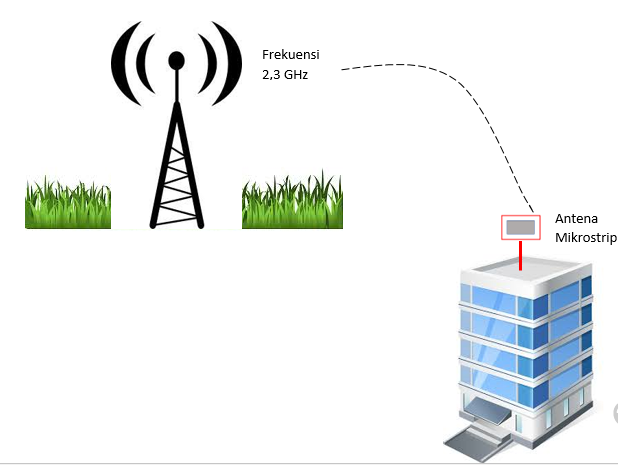 Frekuensi
2,3 GHz
Antena
Mikrostrip